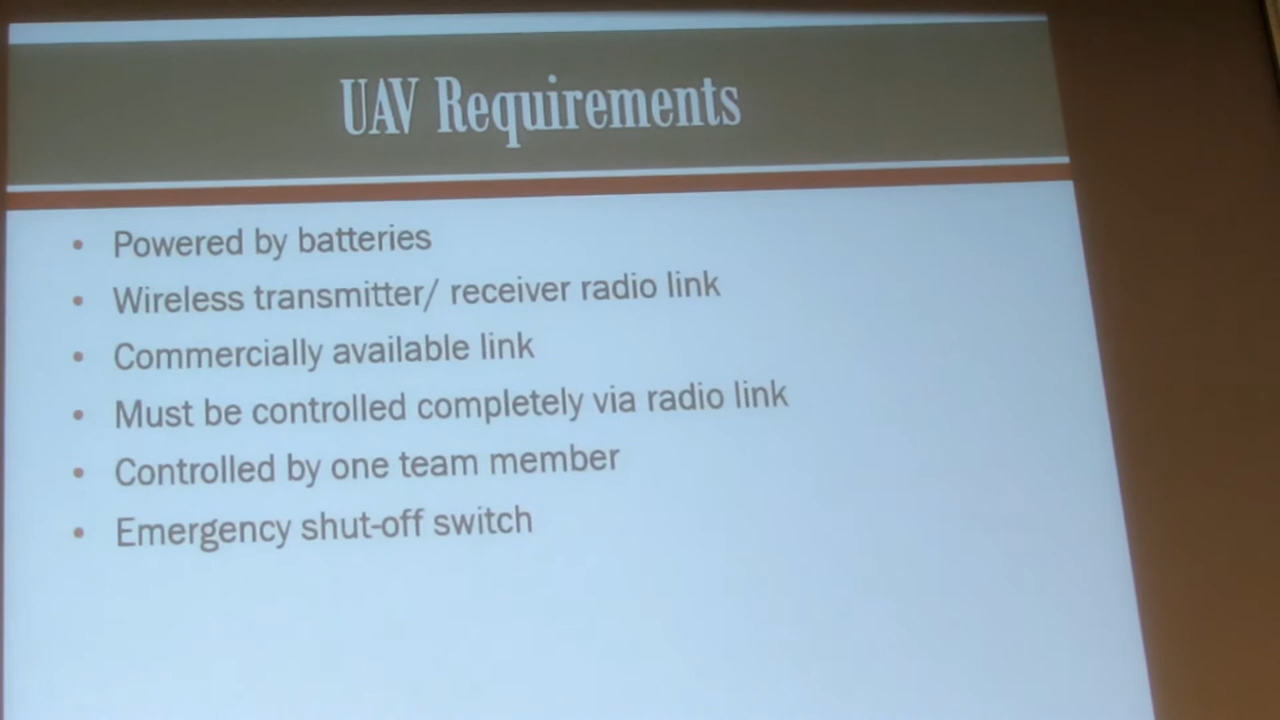 UAV Requirements
• Powered by batteries
• Wireless transmitter/ receiver radio link
• Commercially available link
• Must be controlled completely via radio link
• Controlled by one team member
• Emergency shut-off switch